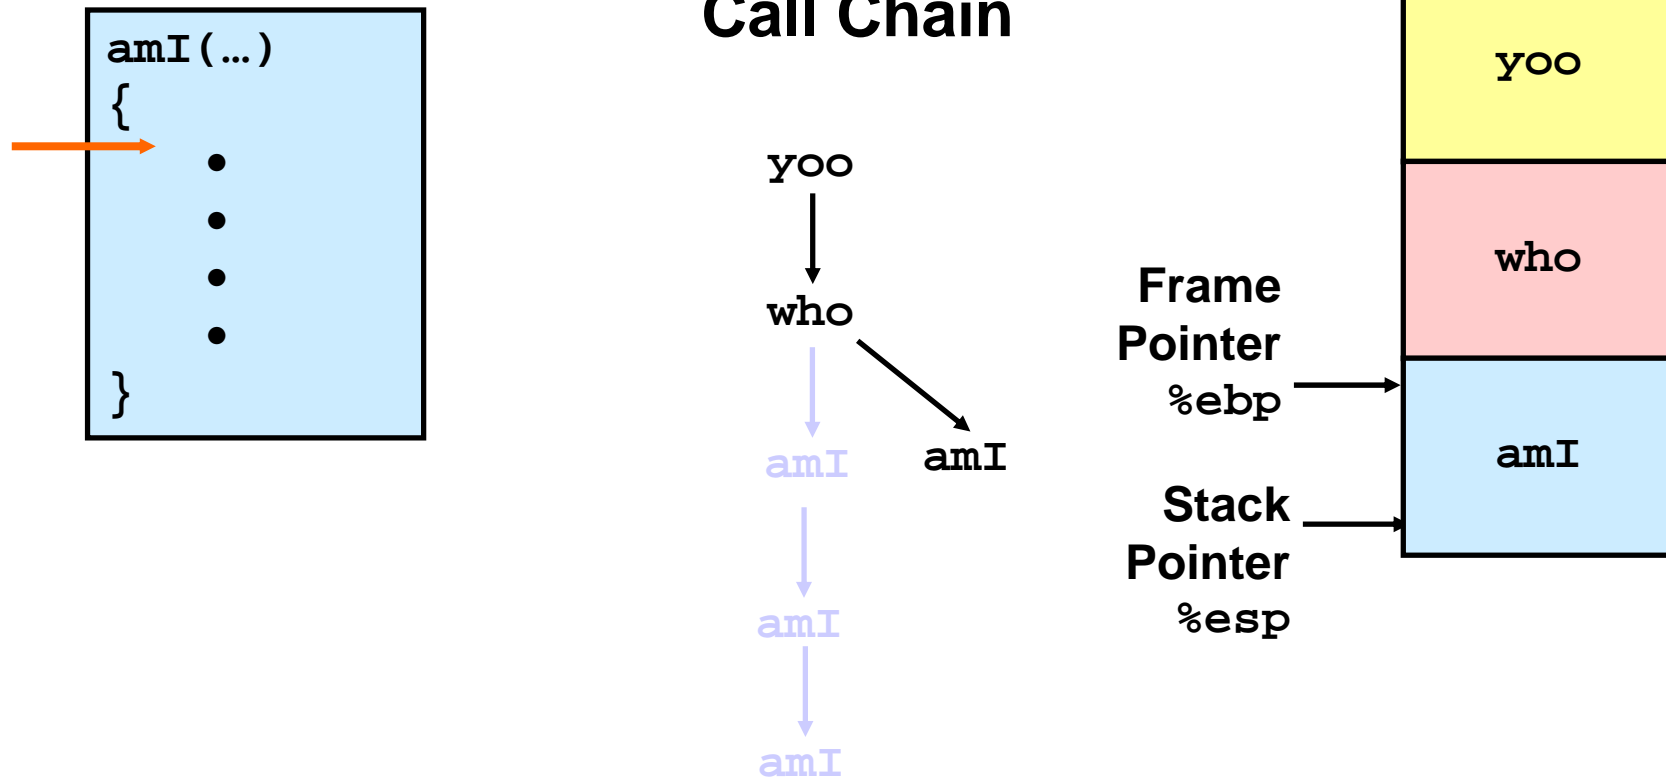 amI(…)
{
•
•
•
•
}
Call Chain
yoo
who
amI
amI
amI
amI
Frame
Pointer
%ebp
Stack
Pointer
%esp
yoo
who
amI